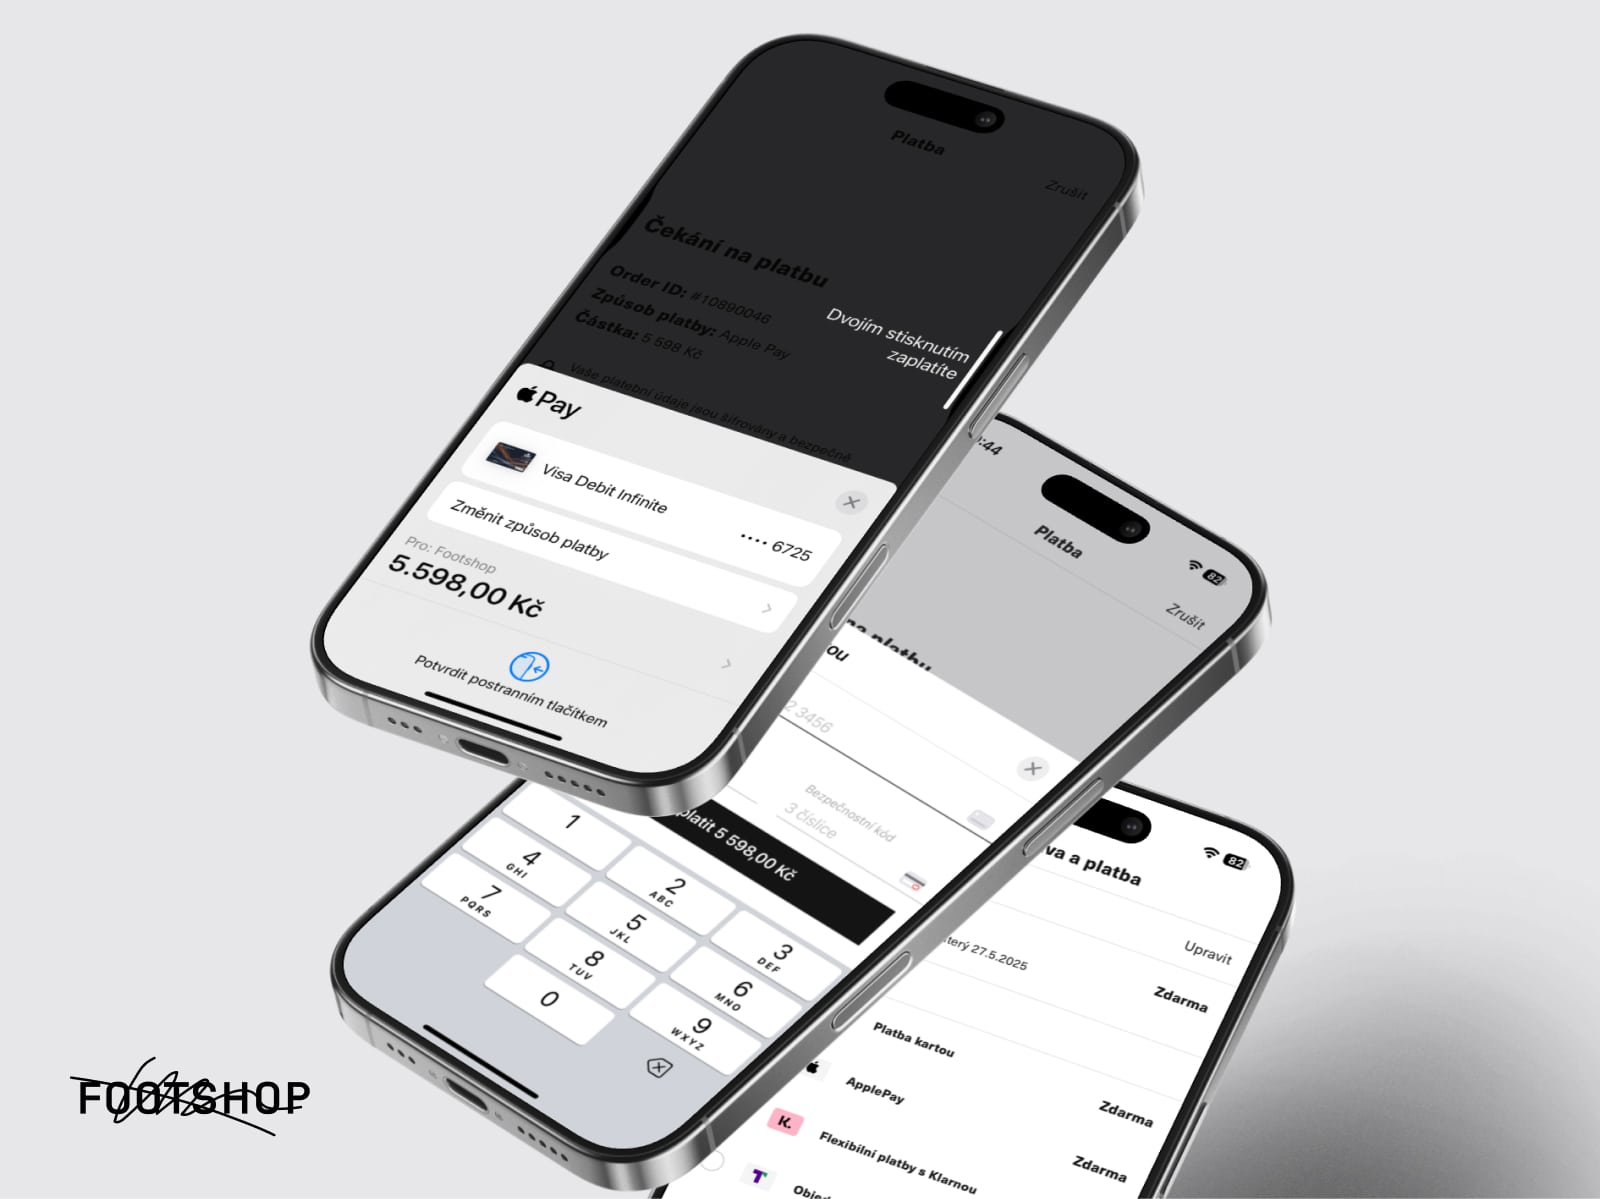 Platba
Zrušit
Čekání na platbu
Order ID: #10890046
Způsob platby: Apple Pay
Částka: 5 598 Kč
Dvojím stisknutím
zaplatíte
Vaše platební údaje jsou šifrovány a bezpečně
Pay
Visa Debit Infinite
•••• 6725
Změnit způsob platby
Pro: Footshop
5.598,00 Kč
Potvrdit postranním tlačítkem
:44
82
Platba
Zrušit
na platbu
ou
2 3456
Bezpečnostní kód
3 číslice
platit 5 598,00 Kč
1
2
ABC
3
DEF
4
GHI
5
JKL
6
MNO
7
PQRS
8
TUV
9
WXYZ
0
82
va a platba
Upravit
terý 27.5.2025
Zdarma
Platba kartou
ApplePay
Zdarma
K.
Flexibilní platby s Klarnou
Zdarma
T
FOOTSHOP